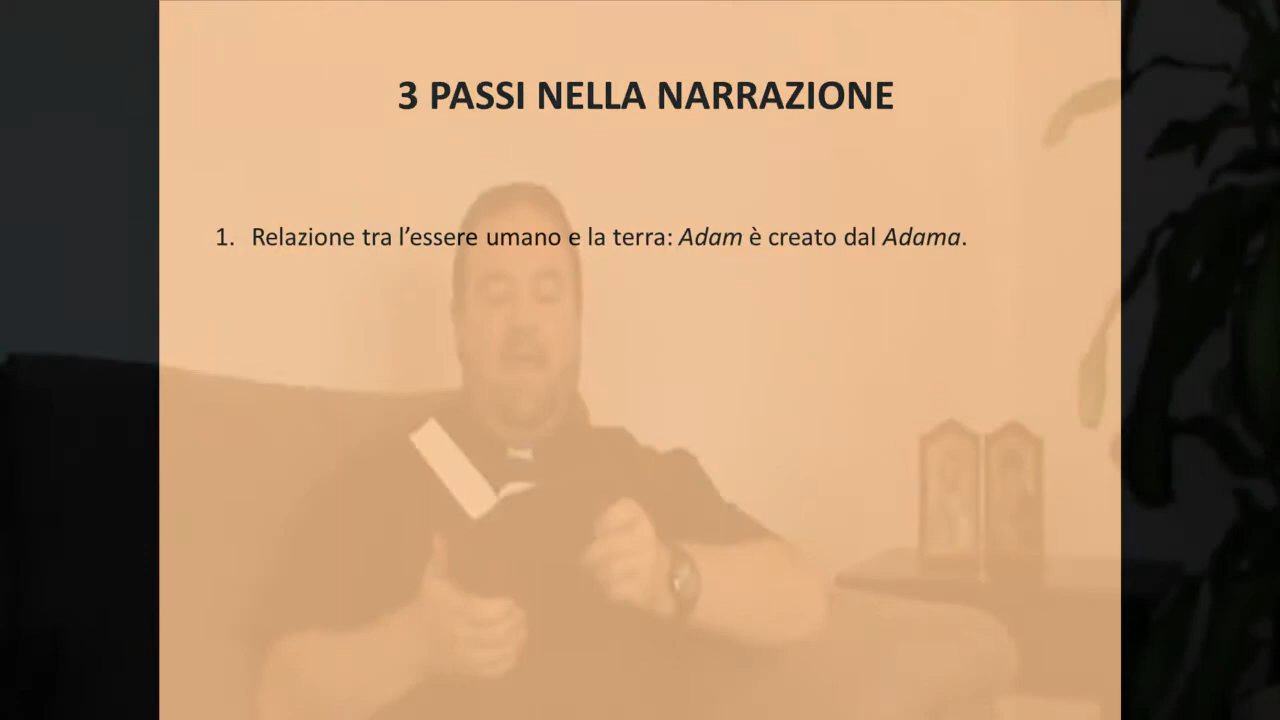 3 PASSI NELLA NARRAZIONE
1. Relazione tra l’essere umano e la terra: Adam è creato dal Adama.